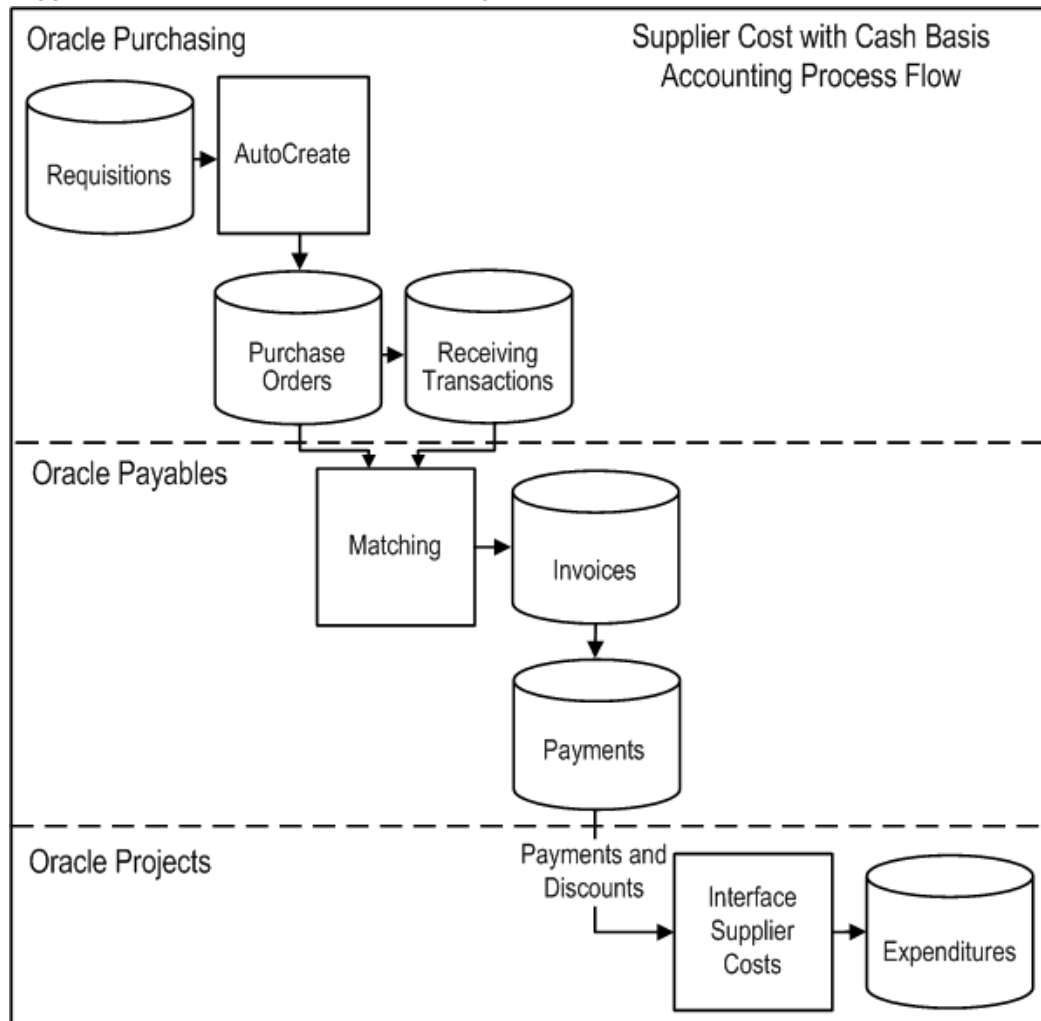 Oracle Purchasing
Supplier Cost with Cash Basis
Accounting Process Flow
Requisitions
AutoCreate
Purchase
Orders
Receiving
Transactions
Oracle Payables
Matching
Invoices
Payments
Oracle Projects
Payments and
Discounts
Interface
Supplier
Costs
Expenditures